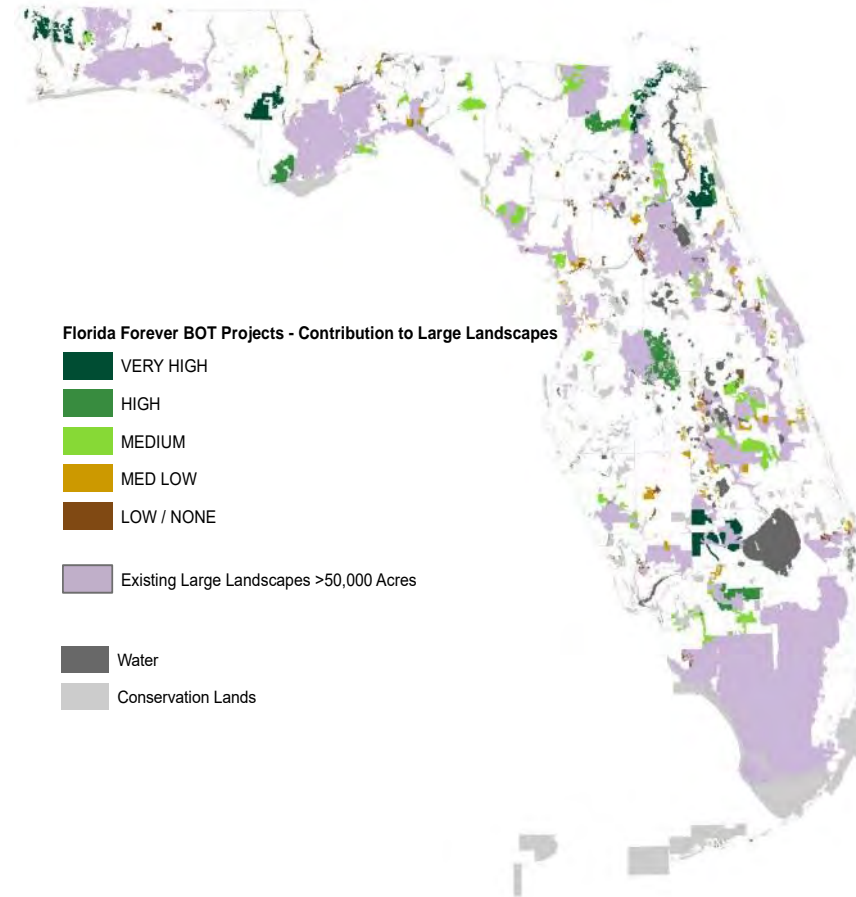 Florida Forever BOT Projects - Contribution to Large Landscapes
VERY HIGH
HIGH
MEDIUM
MED LOW
LOW / NONE
Existing Large Landscapes >50,000 Acres
Water
Conservation Lands